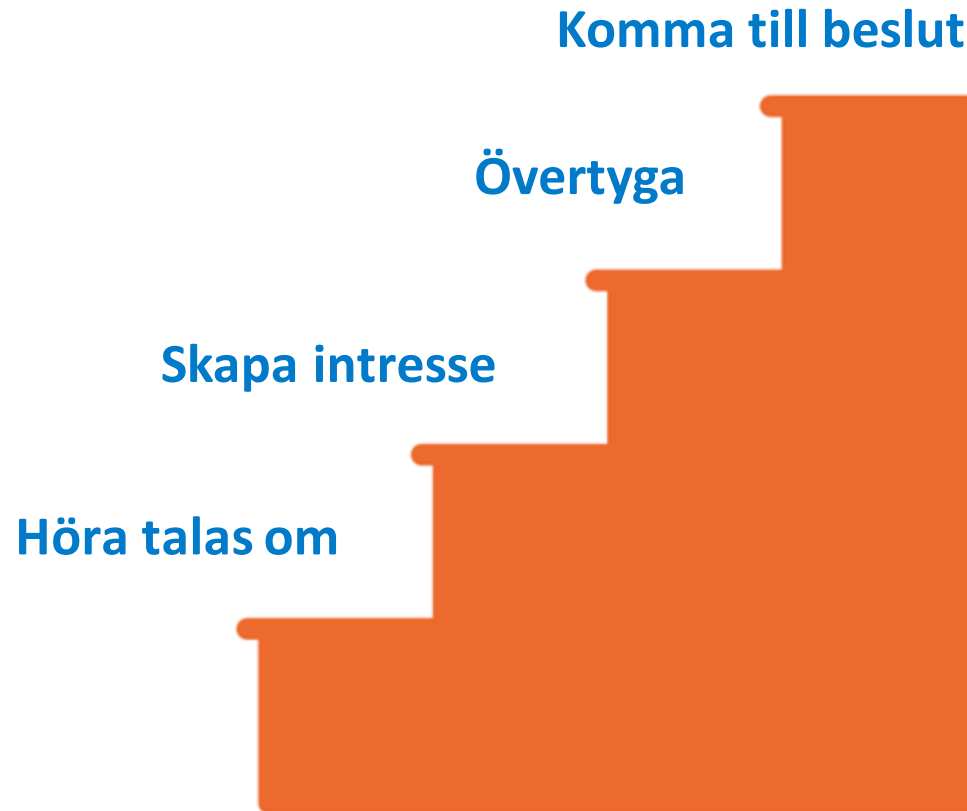 Komma till beslut
Övertyga
Skapa intresse
Höra talas om